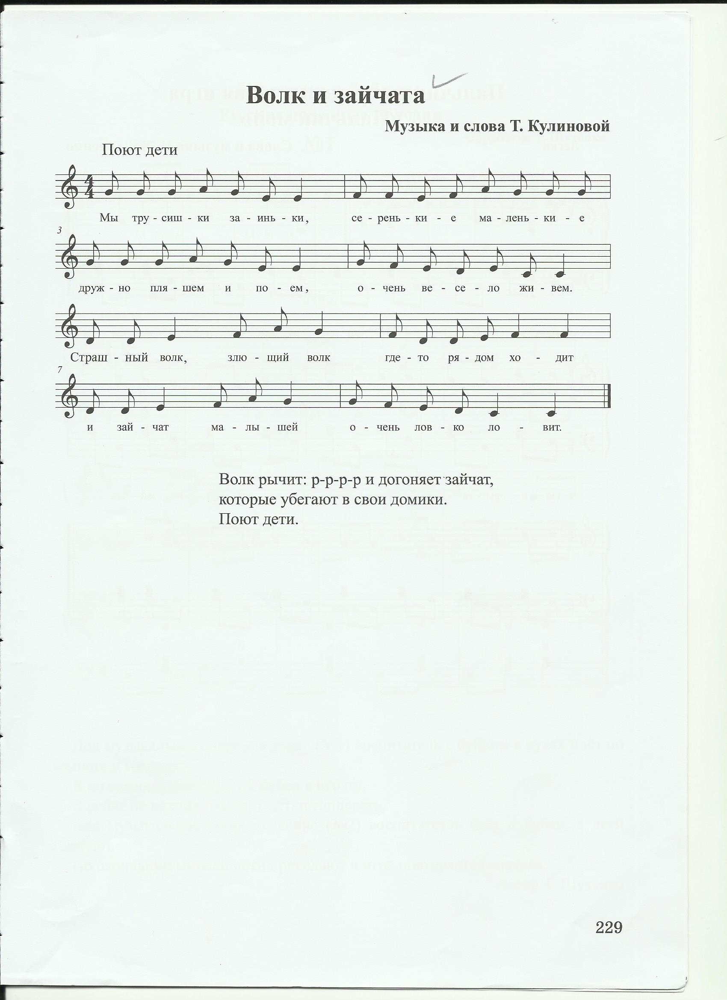 Волк и зайчата
Музыка и слова Т. Кулиновой
Поют дети
Мы тру - сиш - ки за - инь - ки, се - рень - ки - е ма - лень - ки - е
3
друж - но пля - шем и по - ем, о - чень ве - се - ло жи - вем.
Страш - ный волк, злю - щий волк где - то ря - дом хо - дит
7
и зай - чат ма - лы - шей о - чень лов - ко ло - вит.
Волк рычит: р-р-р-р и догоняет зайчат,
которые убегают в свои домики.
Поют дети.
229